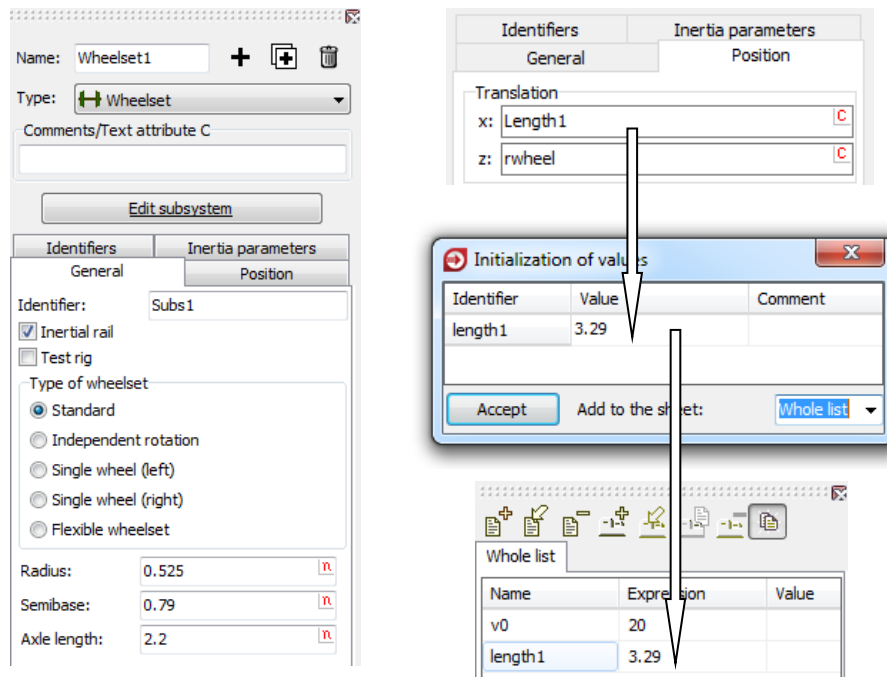 Name: Wheelset1
Type: Wheelset
Comments/Text attribute C
Edit subsystem
Identifiers Inertia parameters
General Position
Identifier: Subs1
Inertial rail
Test rig
Type of wheelset
Standard
Independent rotation
Single wheel (left)
Single wheel (right)
Flexible wheelset
Radius: 0.525 n
Semibase: 0.79 n
Axle length: 2.2 n
Identifiers Inertia parameters
General Position
Translation
x: Length1 C
z: rwheel C
Initialization of values
Identifier Value Comment
length1 3.29
Accept Add to the sheet: Whole list
Whole list
Name Expression Value
v0 20
length1 3.29